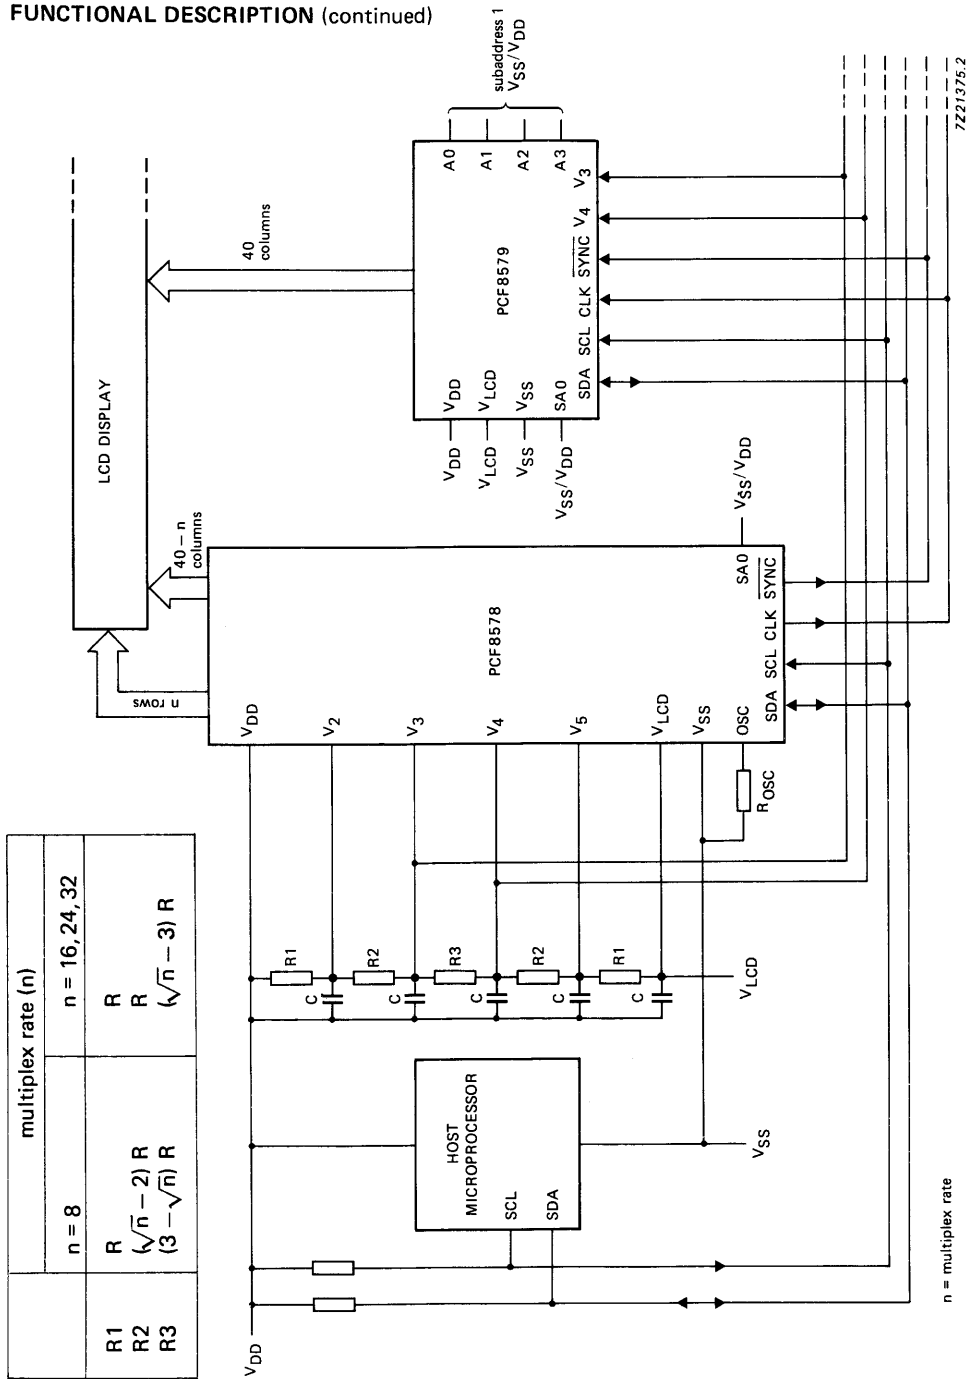 FUNCTIONAL DESCRIPTION (continued)
multiplex rate (n)
n = 8
n = 16, 24, 32
R1
R
R
R2
(√n − 2) R
R
R3
(3 − √n) R
(√n − 3) R
LCD DISPLAY
n rows
40 − n
columns
40
columns
subaddress 1
VSS/VDD
VDD
VDD
V2
V3
V4
V5
VLCD
VSS
OSC
PCF8578
SA0
VSS/VDD
SDA
SCL
CLK
SYNC
ROSC
R1
R2
R3
R2
R1
C
C
C
C
C
VLCD
HOST
MICROPROCESSOR
SCL
SDA
VSS
VDD
VLCD
VSS
VSS/VDD
VDD
VLCD
VSS
SA0
PCF8579
A0
A1
A2
A3
SDA
SCL
CLK
SYNC
V4
V3
n = multiplex rate
7Z21375.2